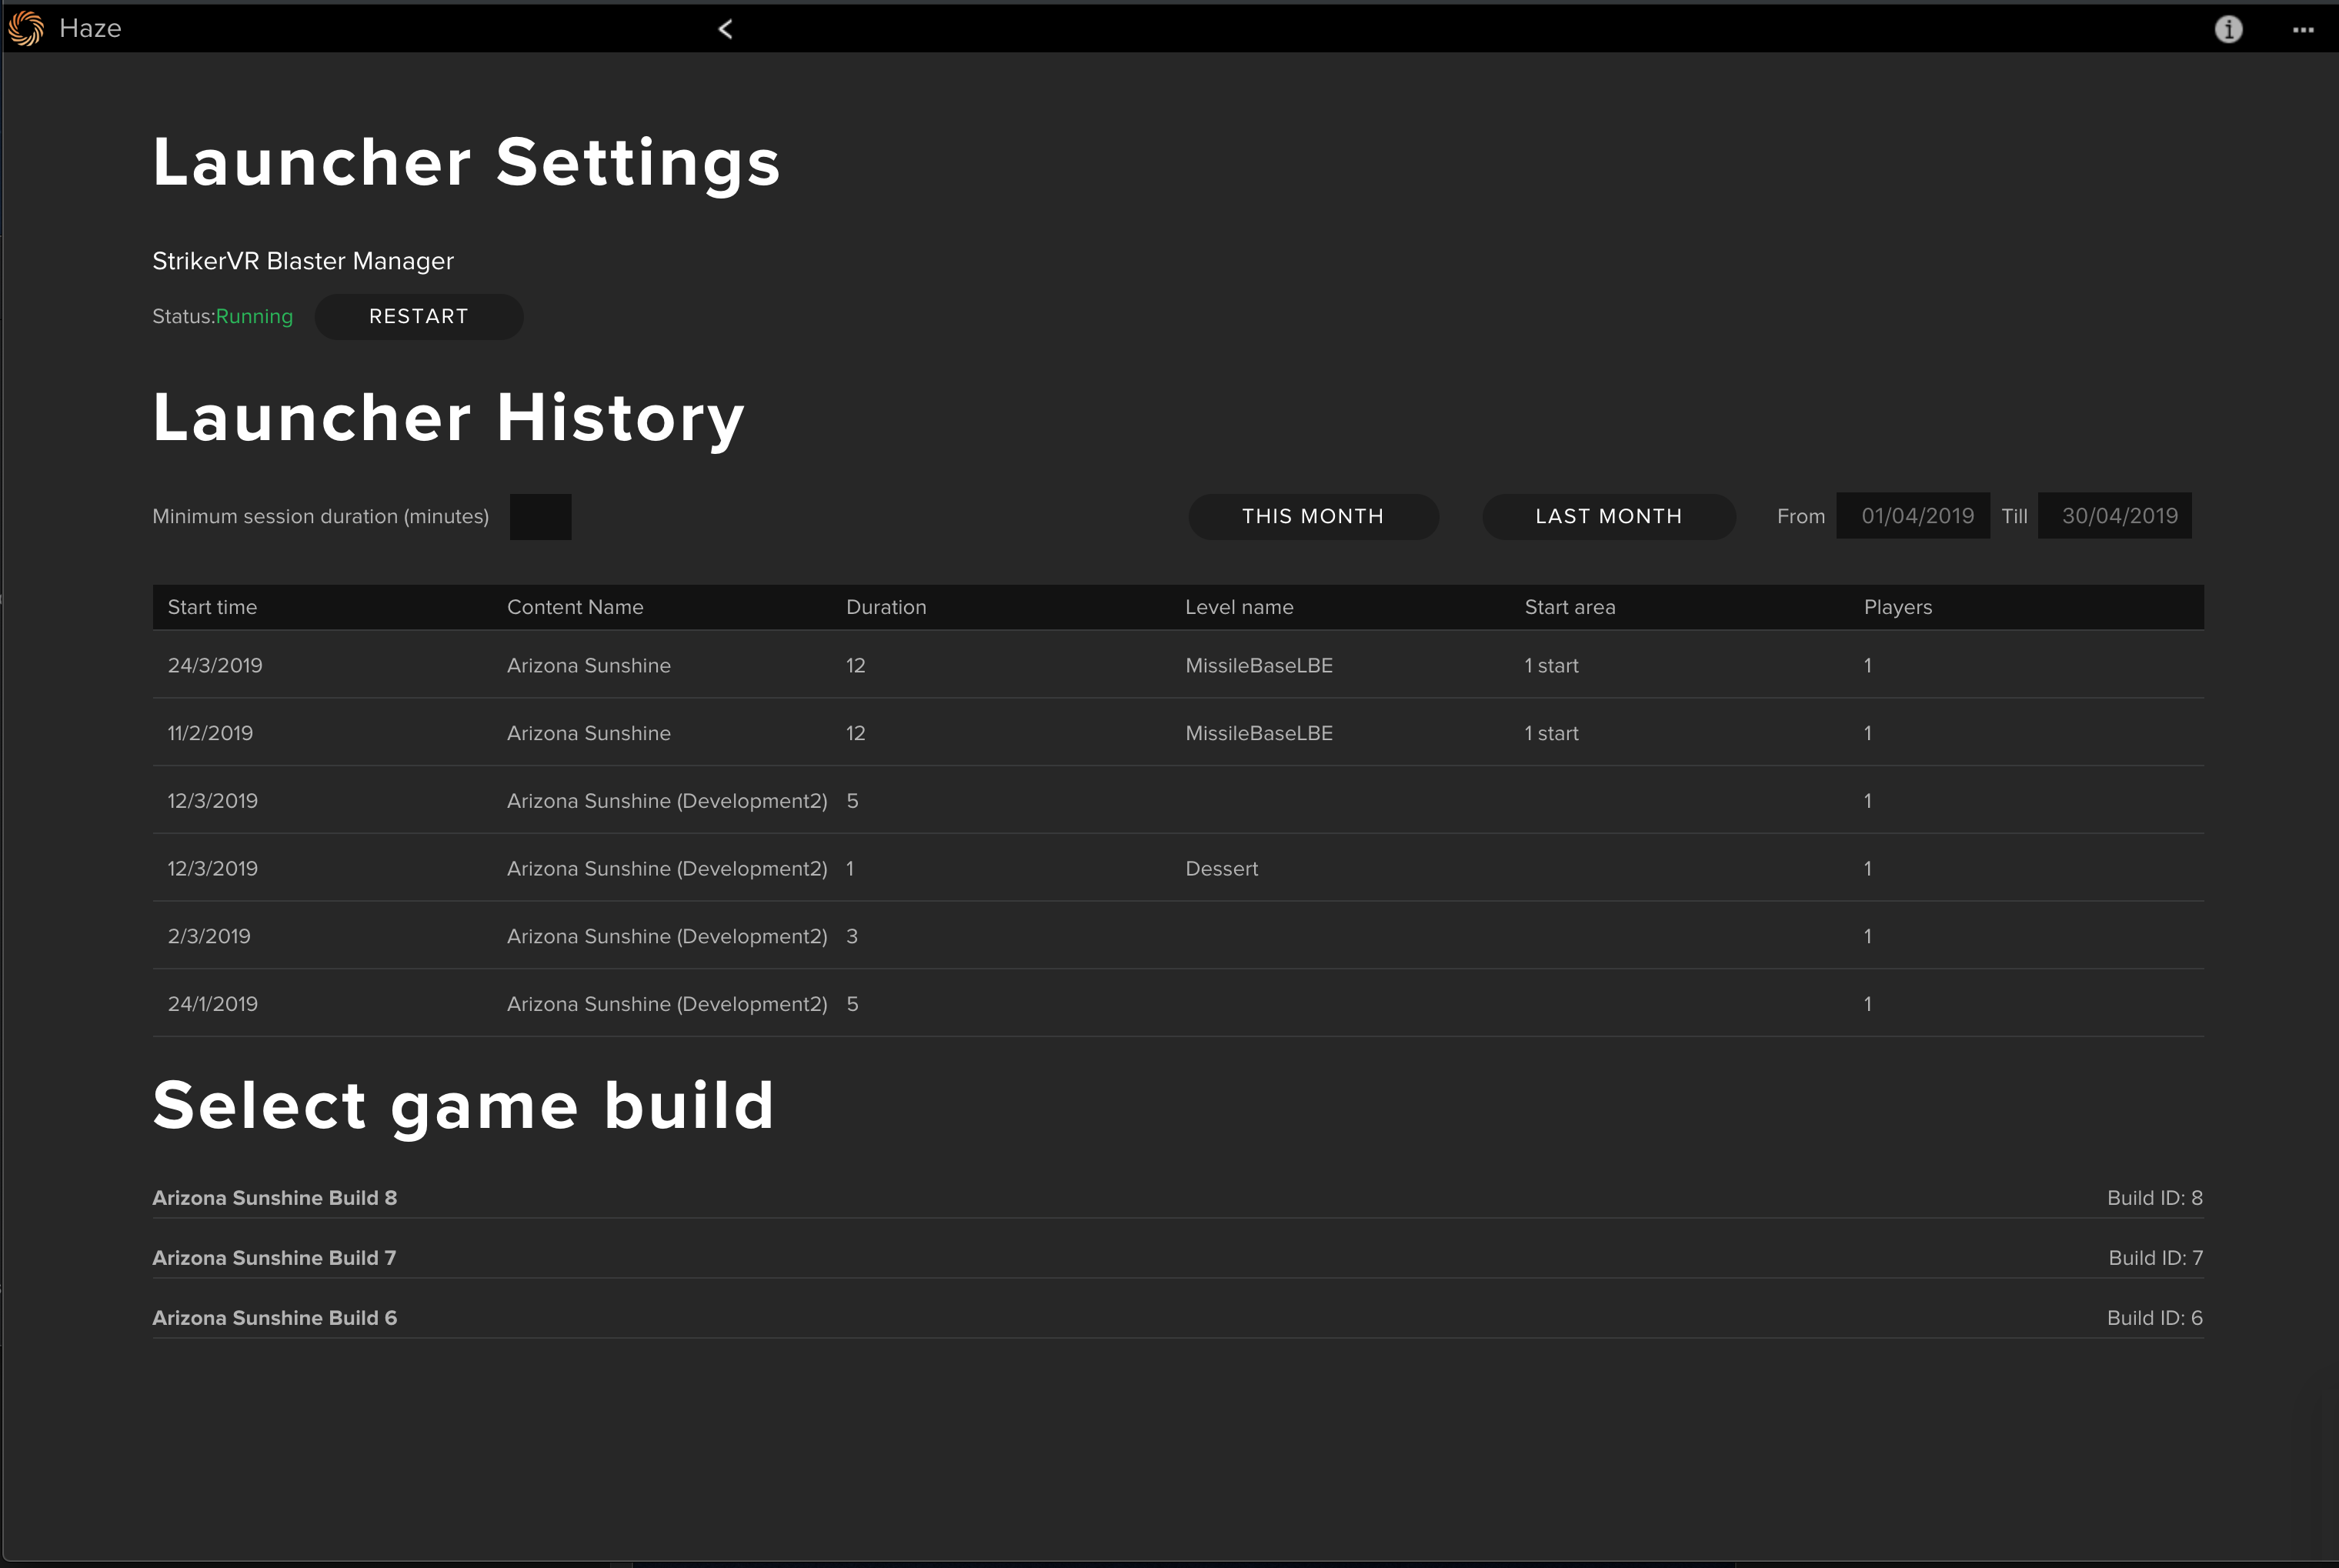 Haze
Launcher Settings
StrikerVR Blaster Manager
Status:Running RESTART
Launcher History
Minimum session duration (minutes) THIS MONTH LAST MONTH From 01/04/2019 Till 30/04/2019
Start time Content Name Duration Level name Start area Players
24/3/2019 Arizona Sunshine 12 MissileBaseLBE 1 start 1
11/2/2019 Arizona Sunshine 12 MissileBaseLBE 1 start 1
12/3/2019 Arizona Sunshine (Development2) 5 1
12/3/2019 Arizona Sunshine (Development2) 1 Dessert 1
2/3/2019 Arizona Sunshine (Development2) 3 1
24/1/2019 Arizona Sunshine (Development2) 5 1
Select game build
Arizona Sunshine Build 8 Build ID: 8
Arizona Sunshine Build 7 Build ID: 7
Arizona Sunshine Build 6 Build ID: 6